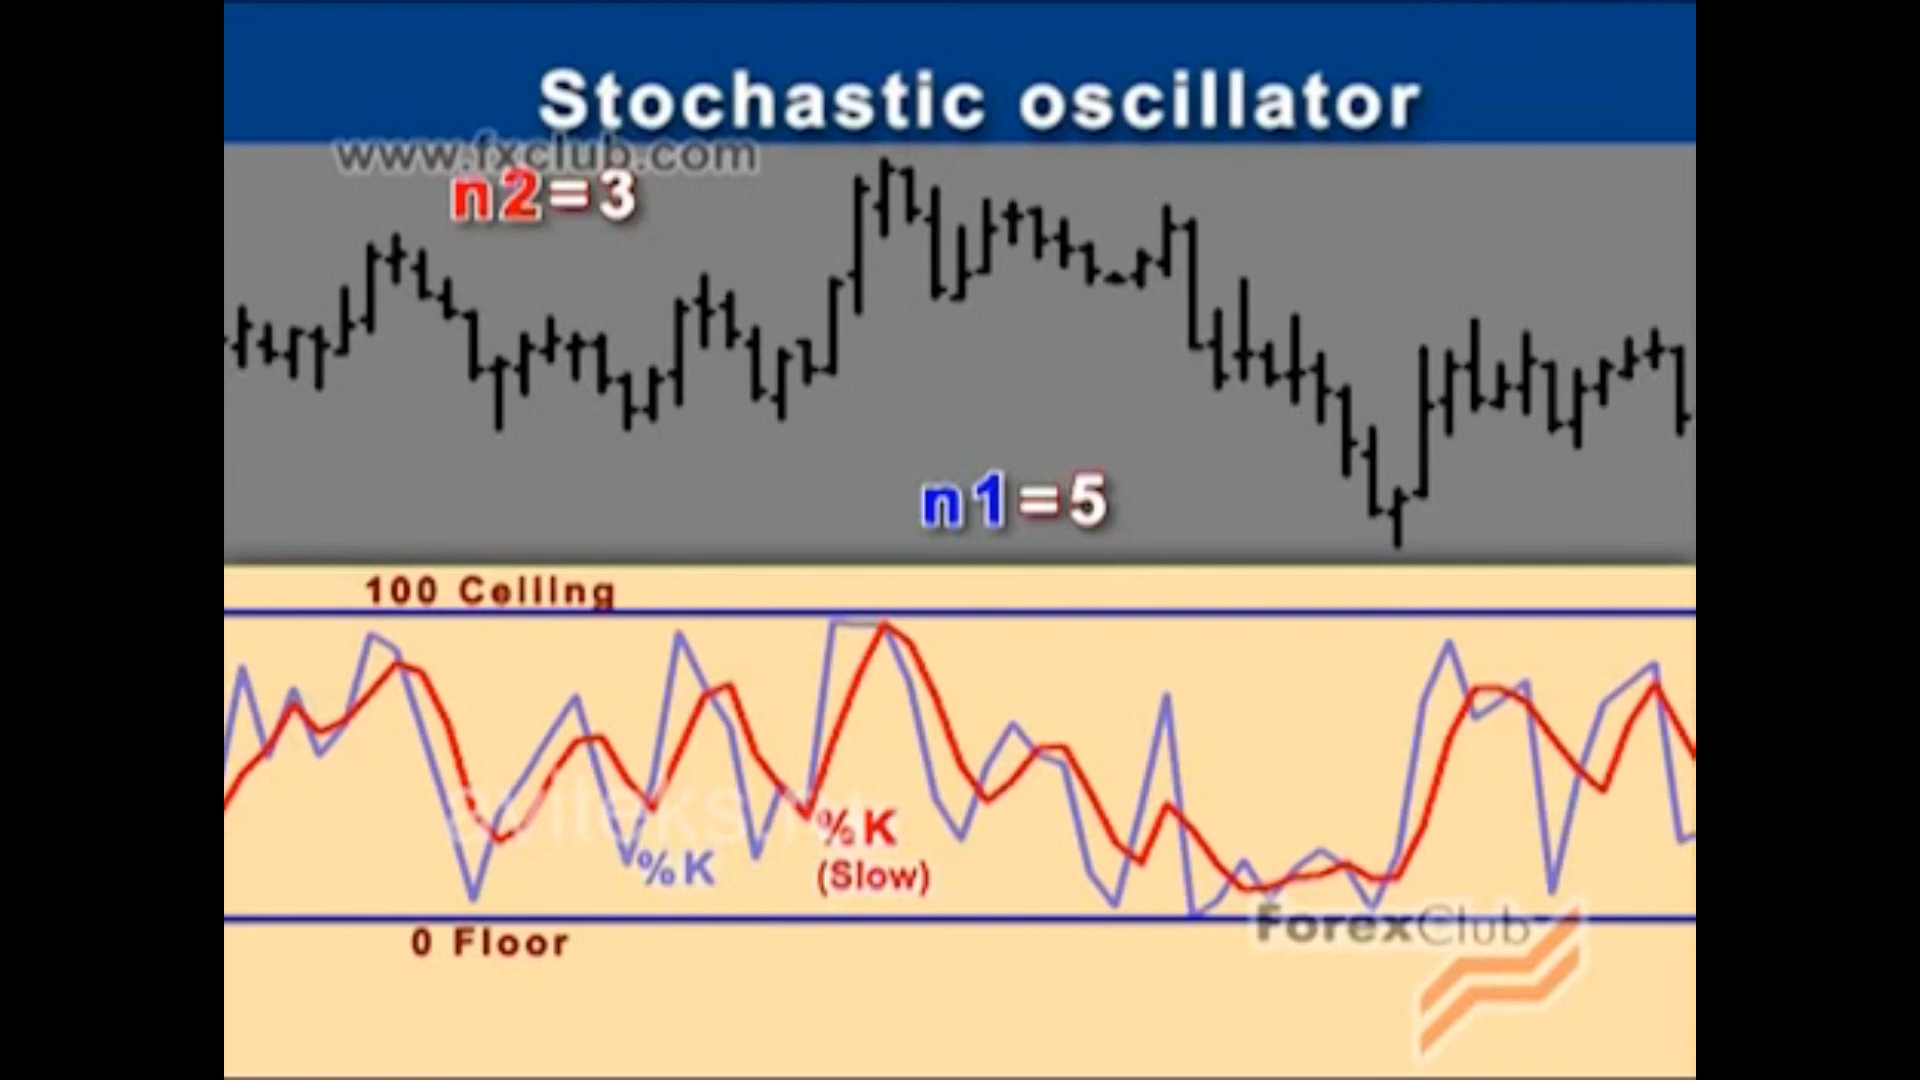 Stochastic oscillator
www.fxclub.com
n2=3
n1=5
100 Ceiling
%K
%K
(Slow)
ForexClub
0 Floor